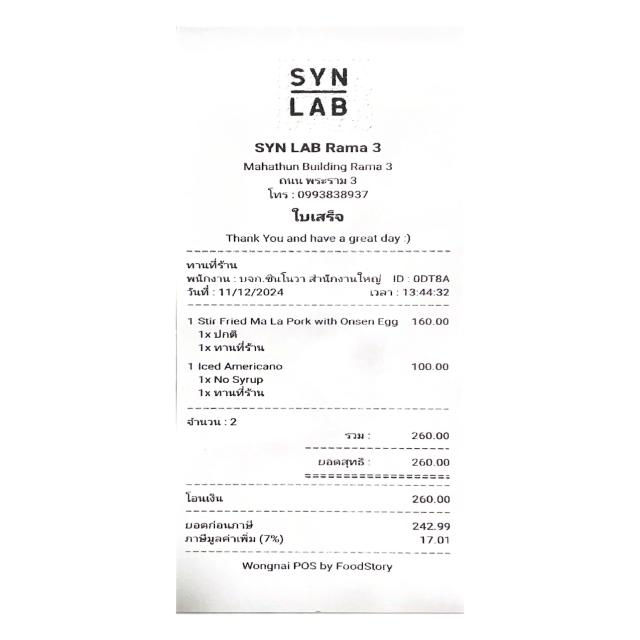 SYN
LAB
SYN LAB Rama 3
Mahathun Building Rama 3
ถนน พระราม 3
โทร : 0993838937
ใบเสร็จ
Thank You and have a great day :)
ทานที่ร้าน
พนักงาน : บจก.ซินโนวา สำนักงานใหญ่ ID : 0DT8A
วันที่ : 11/12/2024 เวลา : 13:44:32
1 Stir Fried Ma La Pork with Onsen Egg 160.00
1x ปกติ
1x ทานที่ร้าน
1 Iced Americano 100.00
1x No Syrup
1x ทานที่ร้าน
จำนวน : 2
รวม : 260.00
ยอดสุทธิ : 260.00
โอนเงิน 260.00
ยอดก่อนภาษี 242.99
ภาษีมูลค่าเพิ่ม (7%) 17.01
Wongnai POS by FoodStory